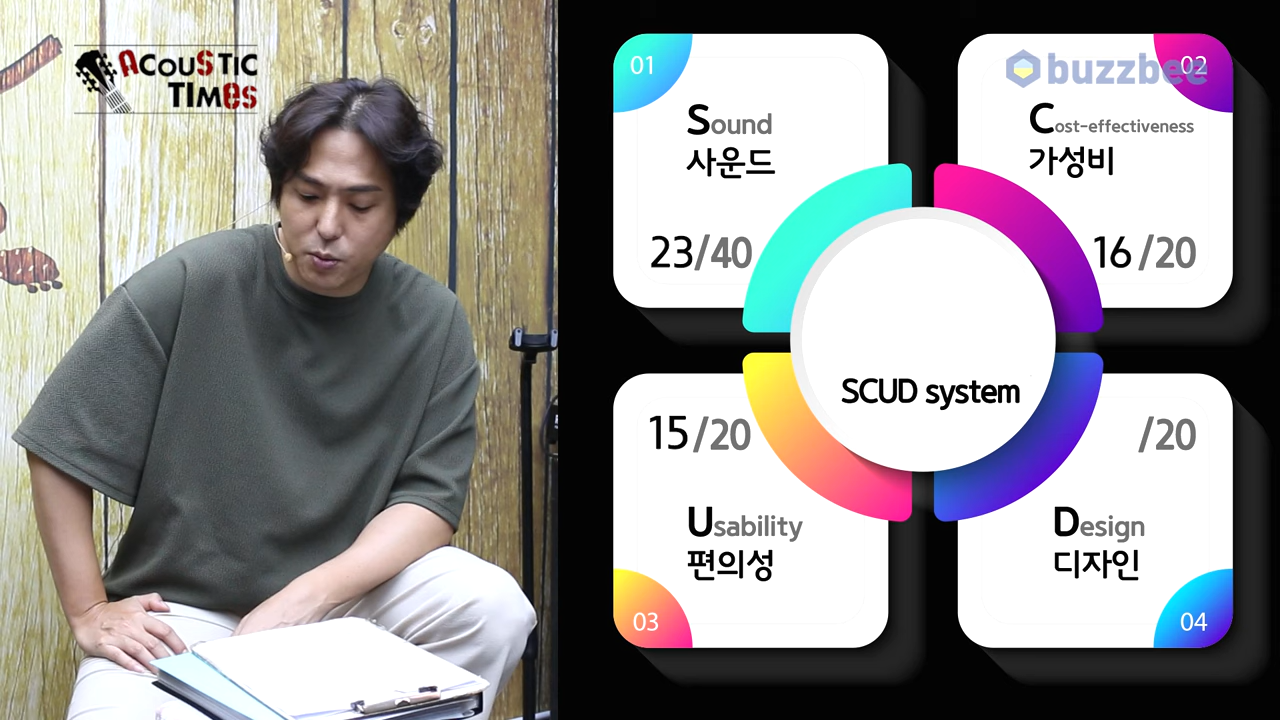 ACOUSTIC
TIMES
01
Sound
사운드
23/40
buzzbee
02
Cost-effectiveness
가성비
16 /20
SCUD system
15/20
Usability
편의성
03
/20
Design
디자인
04